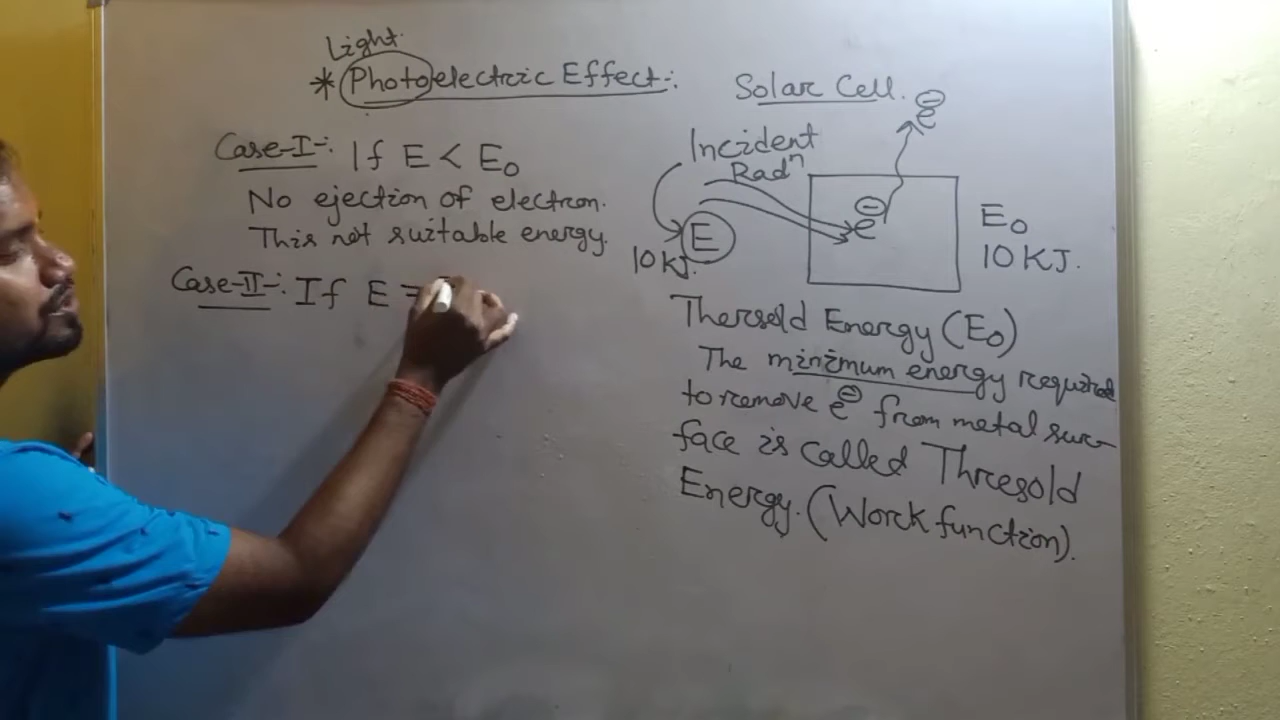 Light.
* Photoelectric Effect:
Case-I-: If E < E₀
No ejection of electron.
This not suitable energy.
Case-II-: If E =
Solar Cell.
e⊖
Incident
Radⁿ
e⊖
E
10 KJ.
E₀
10 KJ.
Thersold Energy (E₀)
The minimum energy required
to remove e⊖ from metal sur-
face is called Thresold
Energy. (Work function).